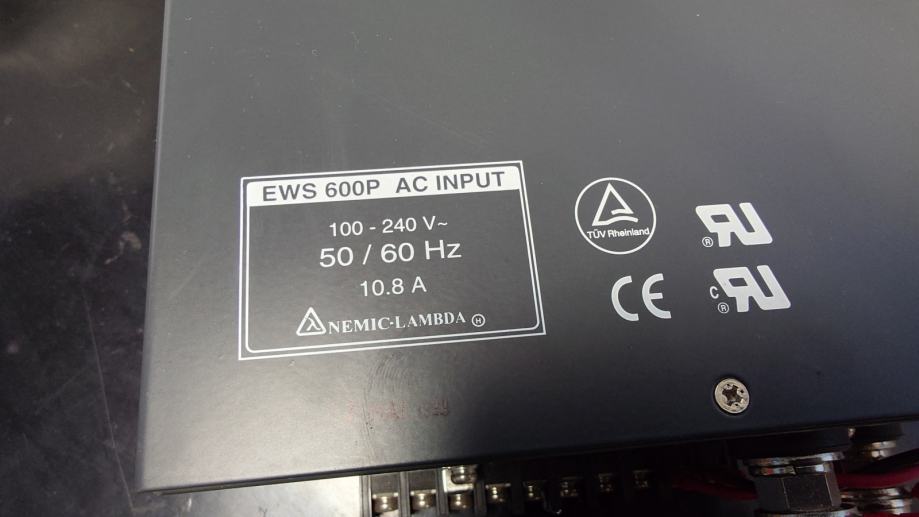 EWS 600P AC INPUT
100 - 240 V~
50 / 60 Hz
10.8 A
NEMIC-LAMBDA Ⓗ
TÜV Rheinland
CE